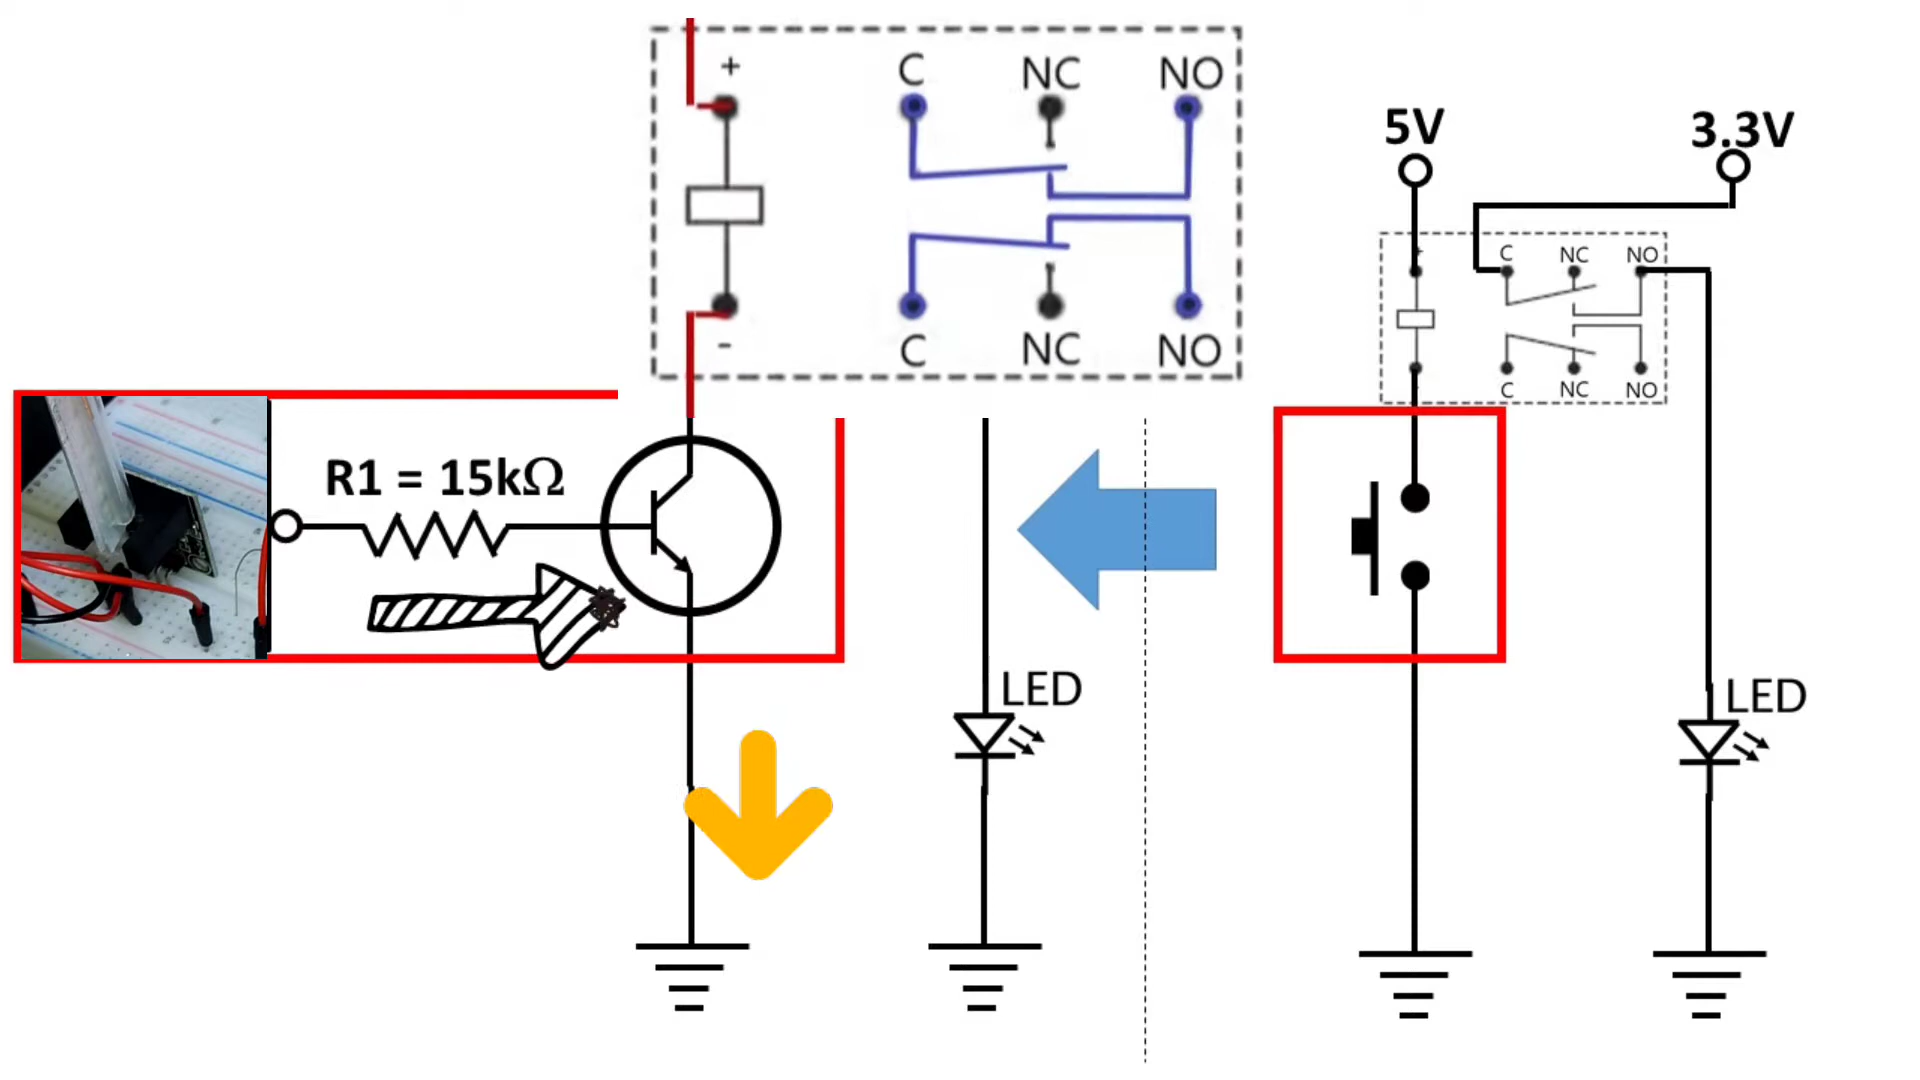 +
C NC NO
-
C NC NO
R1 = 15kΩ
LED
5V
3.3V
+
C NC NO
C NC NO
LED